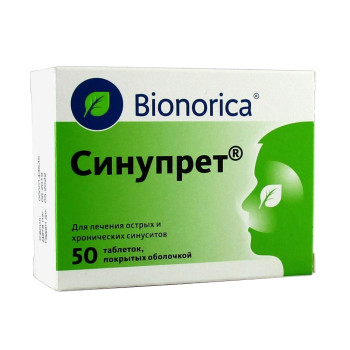 Bionorica®
Синупрет®
Для лечения острых и
хронических синуситов
50 таблеток,
покрытых оболочкой